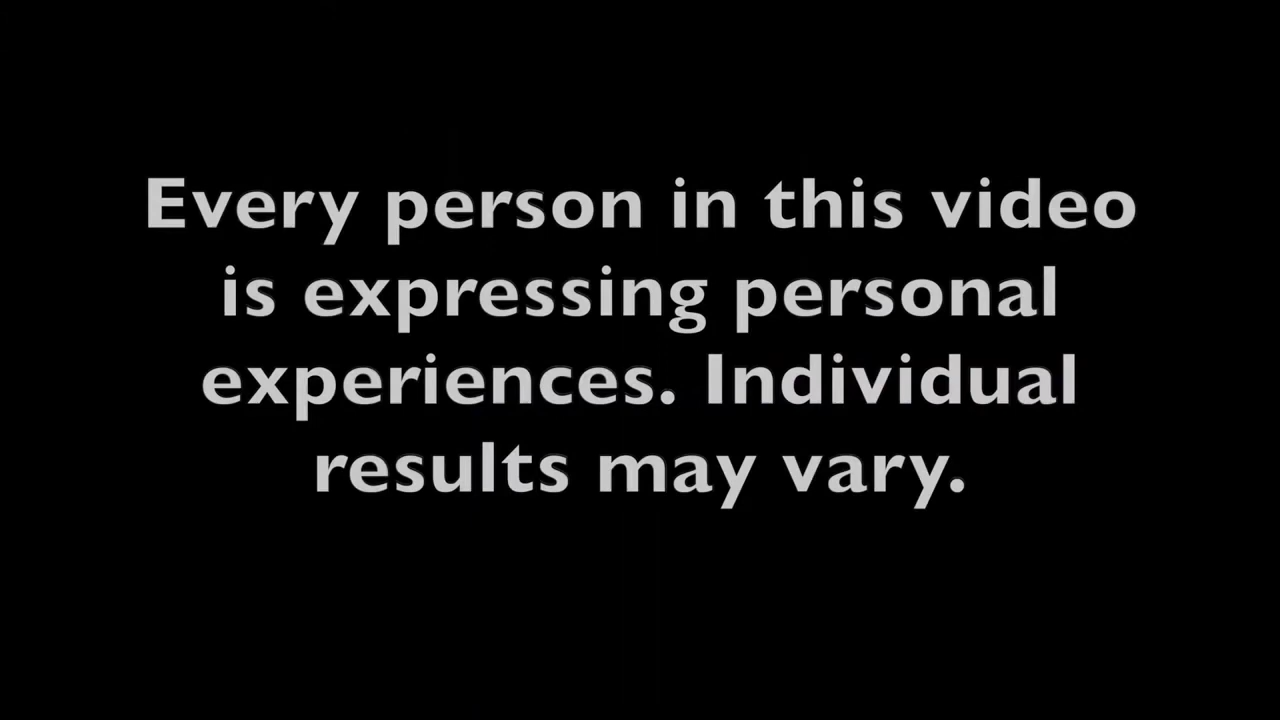 Every person in this video
is expressing personal
experiences. Individual
results may vary.